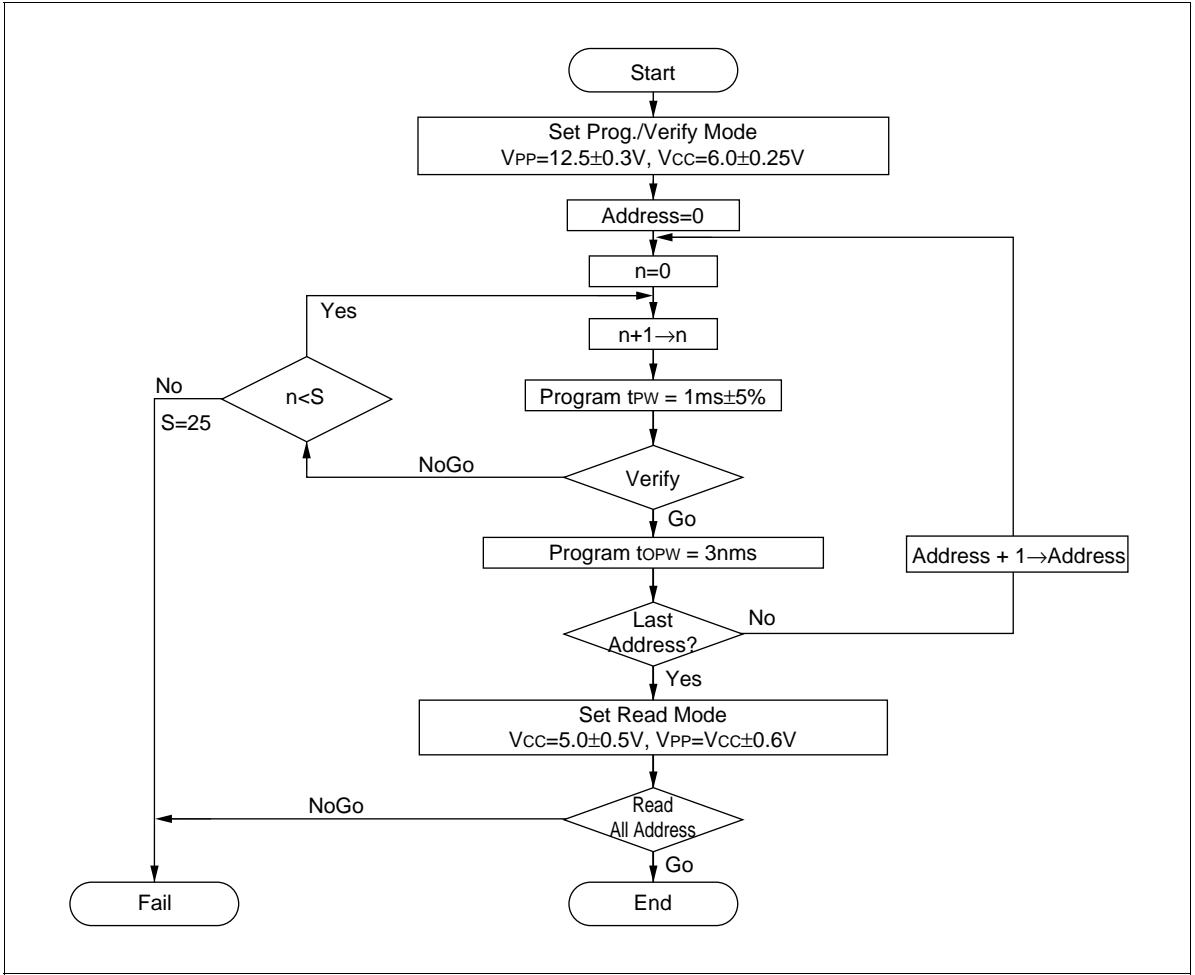 Start
Set Prog./Verify Mode
VPP=12.5±0.3V, VCC=6.0±0.25V
Address=0
n=0
Yes
n+1→n
No
n<S
Program tPW = 1ms±5%
S=25
NoGo
Verify
Go
Program tOPW = 3nms
Address + 1→Address
Last
Address?
No
Yes
Set Read Mode
VCC=5.0±0.5V, VPP=VCC±0.6V
NoGo
Read
All Address
Go
Fail
End